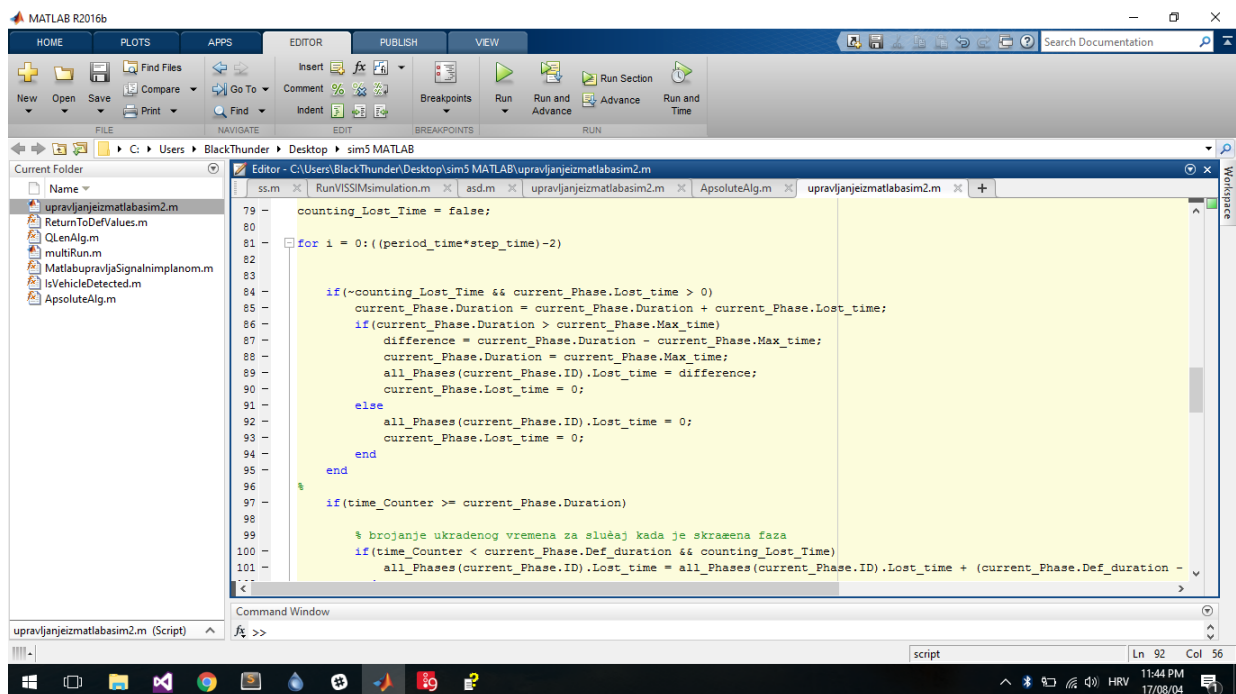 MATLAB R2016b
HOME PLOTS APPS EDITOR PUBLISH VIEW Search Documentation
New Open Save Find Files Compare Print Go To Find Insert Comment Indent Breakpoints Run Run and Advance Run Section Advance Run and Time
FILE NAVIGATE EDIT BREAKPOINTS RUN
C: Users BlackThunder Desktop sim5 MATLAB
Current Folder
Name
upravljanjeizmatlabasim2.m
ReturnToDefValues.m
QLenAlg.m
multiRun.m
MatlabupravljaSignalnimplanom.m
IsVehicleDetected.m
ApsoluteAlg.m
upravljanjeizmatlabasim2.m (Script)
Editor - C:\Users\BlackThunder\Desktop\sim5 MATLAB\upravljanjeizmatlabasim2.m
ss.m RunVISSIMsimulation.m asd.m upravljanjeizmatlabasim2.m ApsoluteAlg.m upravljanjeizmatlabasim2.m
79 − counting_Lost_Time = false;
80
81 − for i = 0:((period_time*step_time)-2)
82
83
84 − if(~counting_Lost_Time && current_Phase.Lost_time > 0)
85 − current_Phase.Duration = current_Phase.Duration + current_Phase.Lost_time;
86 − if(current_Phase.Duration > current_Phase.Max_time)
87 − difference = current_Phase.Duration - current_Phase.Max_time;
88 − current_Phase.Duration = current_Phase.Max_time;
89 − all_Phases(current_Phase.ID).Lost_time = difference;
90 − current_Phase.Lost_time = 0;
91 − else
92 − all_Phases(current_Phase.ID).Lost_time = 0;
93 − current_Phase.Lost_time = 0;
94 − end
95 − end
96 %
97 − if(time_Counter >= current_Phase.Duration)
98
99 % brojanje ukradenog vremena za sluèaj kada je skraæena faza
100 − if(time_Counter < current_Phase.Def_duration && counting_Lost_Time)
101 − all_Phases(current_Phase.ID).Lost_time = all_Phases(current_Phase.ID).Lost_time + (current_Phase.Def_duration -
Workspace
Command Window
fx >>
script Ln 92 Col 56
HRV 11:44 PM
17/08/04